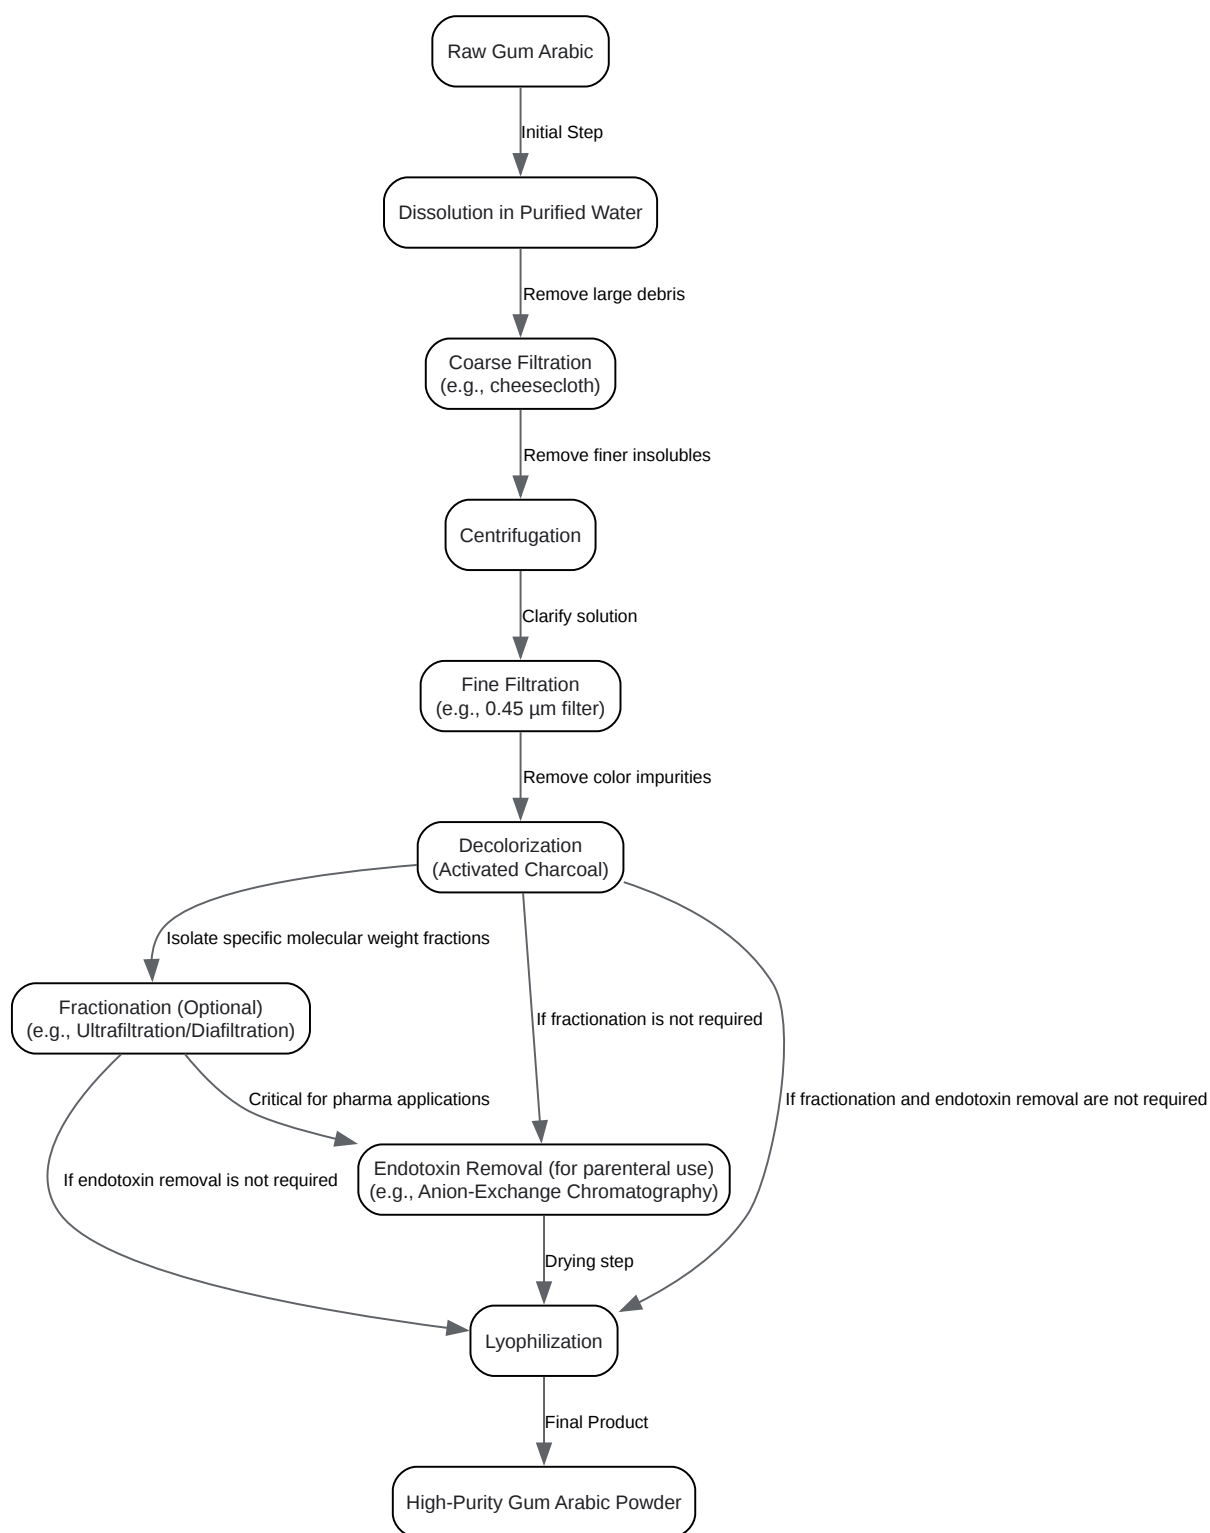 Raw Gum Arabic
Initial Step
Dissolution in Purified Water
Remove large debris
Coarse Filtration
(e.g., cheesecloth)
Remove finer insolubles
Centrifugation
Clarify solution
Fine Filtration
(e.g., 0.45 µm filter)
Remove color impurities
Decolorization
(Activated Charcoal)
Isolate specific molecular weight fractions
Fractionation (Optional)
(e.g., Ultrafiltration/Diafiltration)
If fractionation is not required
Critical for pharma applications
If fractionation and endotoxin removal are not required
If endotoxin removal is not required
Endotoxin Removal (for parenteral use)
(e.g., Anion-Exchange Chromatography)
Drying step
Lyophilization
Final Product
High-Purity Gum Arabic Powder